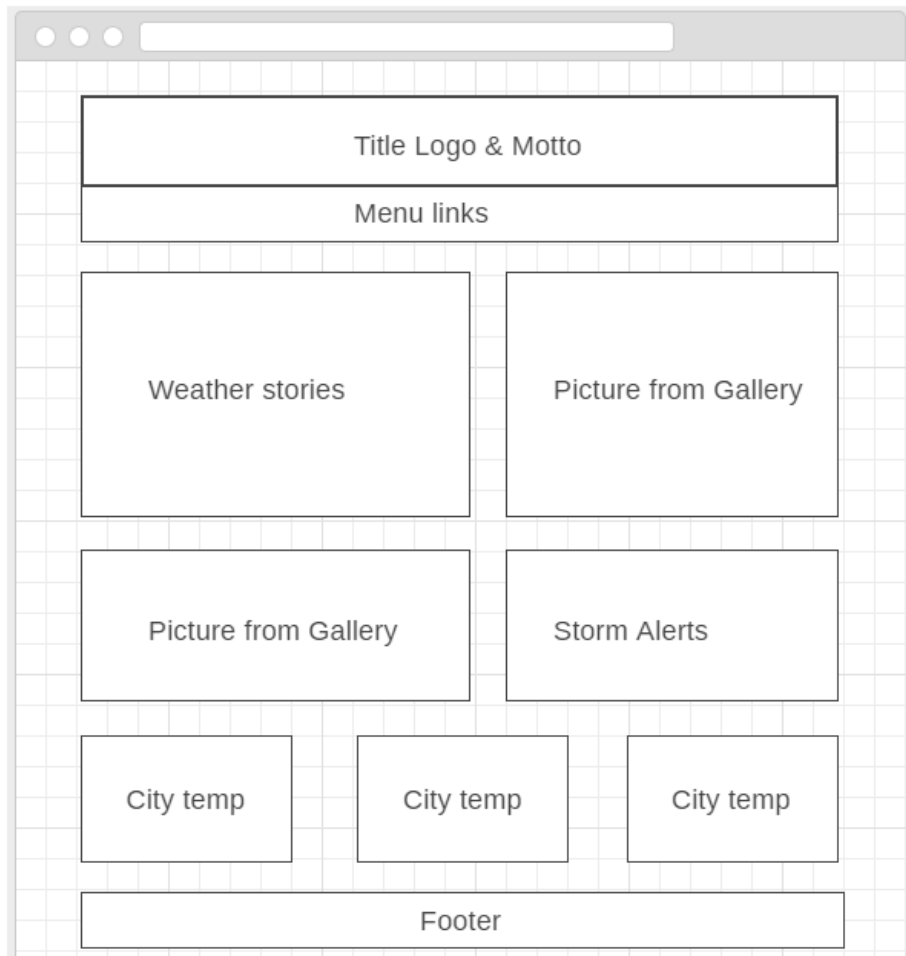 Title Logo & Motto
Menu links
Weather stories
Picture from Gallery
Picture from Gallery
Storm Alerts
City temp
City temp
City temp
Footer